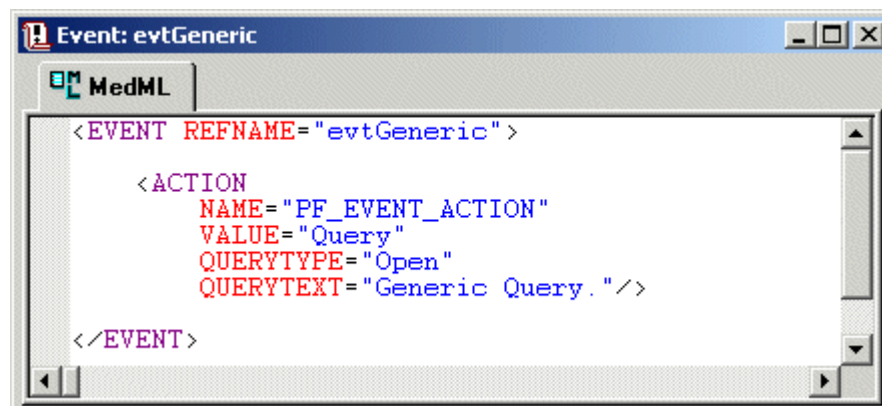 Event: evtGeneric
MedML
<EVENT REFNAME="evtGeneric">
<ACTION
NAME="PF_EVENT_ACTION"
VALUE="Query"
QUERYTYPE="Open"
QUERYTEXT="Generic Query."/>
</EVENT>